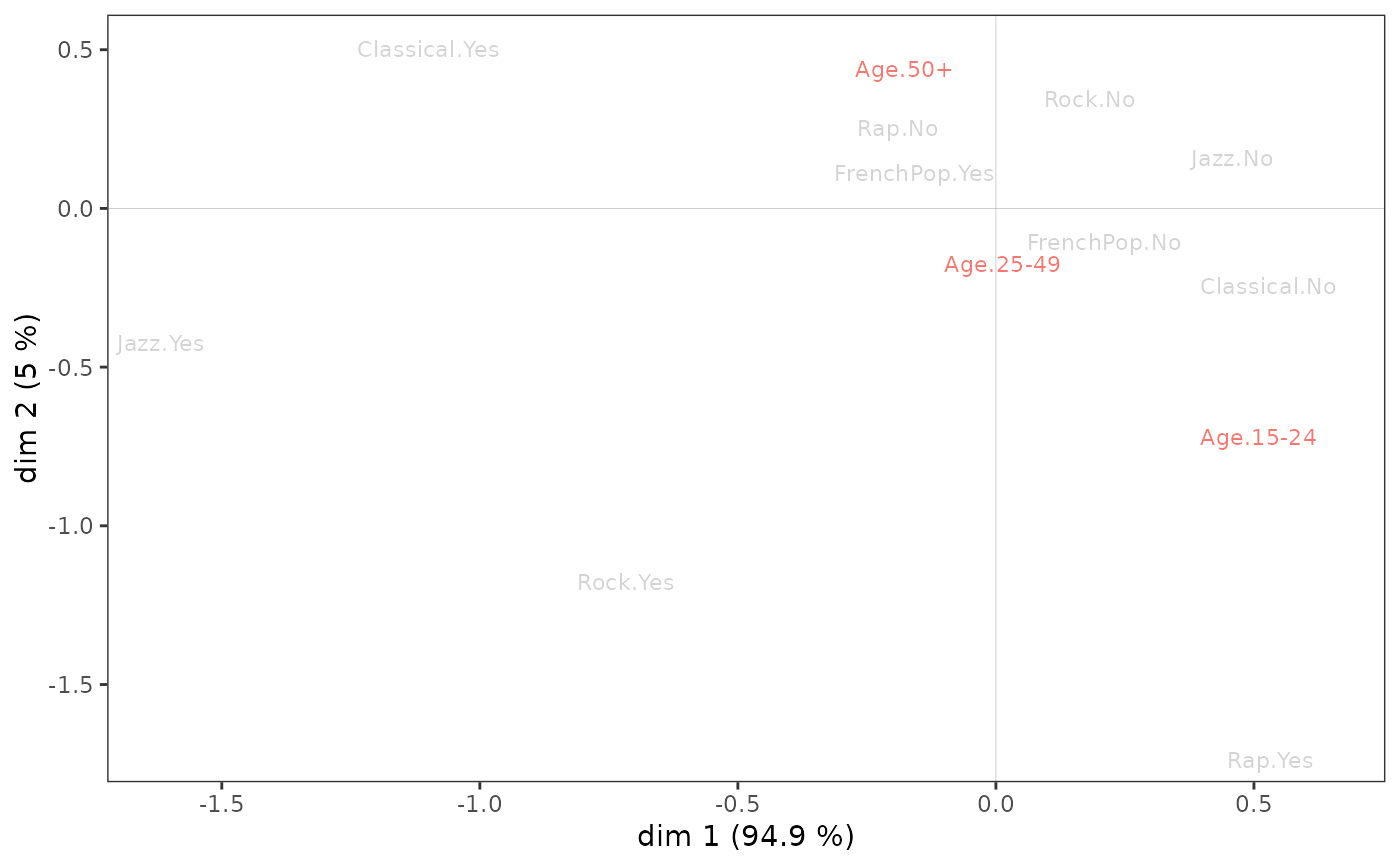 0.5
Classical.Yes
Age.50+
Rock.No
Rap.No
Jazz.No
FrenchPop.Yes
0.0
FrenchPop.No
Age.25-49
Classical.No
Jazz.Yes
-0.5
Age.15-24
-1.0
Rock.Yes
-1.5
Rap.Yes
-1.5 -1.0 -0.5 0.0 0.5
dim 1 (94.9 %)
dim 2 (5 %)